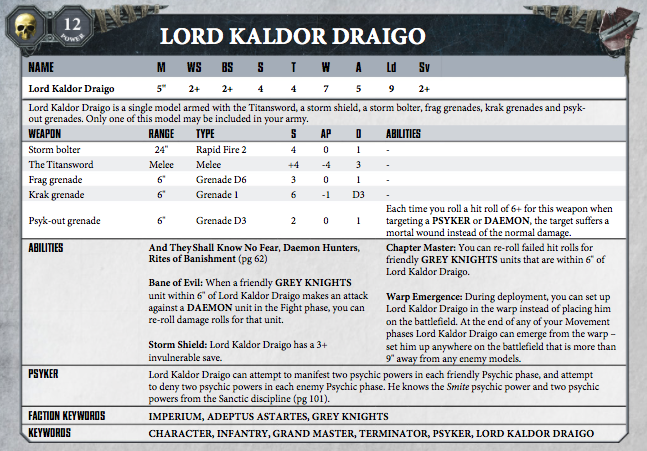 12
POWER
LORD KALDOR DRAIGO
NAME M WS BS S T W A Ld Sv
Lord Kaldor Draigo 5" 2+ 2+ 4 4 7 5 9 2+
Lord Kaldor Draigo is a single model armed with the Titansword, a storm shield, a storm bolter, frag grenades, krak grenades and psyk-
out grenades. Only one of this model may be included in your army.
WEAPON RANGE TYPE S AP D ABILITIES
Storm bolter 24" Rapid Fire 2 4 0 1 -
The Titansword Melee Melee +4 -4 3 -
Frag grenade 6" Grenade D6 3 0 1 -
Krak grenade 6" Grenade 1 6 -1 D3 -
Psyk-out grenade 6" Grenade D3 2 0 1 Each time you roll a hit roll of 6+ for this weapon when
targeting a PSYKER or DAEMON, the target suffers a
mortal wound instead of the normal damage.
ABILITIES
And They Shall Know No Fear, Daemon Hunters,
Rites of Banishment (pg 62)
Bane of Evil: When a friendly GREY KNIGHTS
unit within 6" of Lord Kaldor Draigo makes an attack
against a DAEMON unit in the Fight phase, you can
re-roll damage rolls for that unit.
Storm Shield: Lord Kaldor Draigo has a 3+
invulnerable save.
Chapter Master: You can re-roll failed hit rolls for
friendly GREY KNIGHTS units that are within 6" of
Lord Kaldor Draigo.
Warp Emergence: During deployment, you can set up
Lord Kaldor Draigo in the warp instead of placing him
on the battlefield. At the end of any of your Movement
phases Lord Kaldor Draigo can emerge from the warp –
set him up anywhere on the battlefield that is more than
9" away from any enemy models.
PSYKER
Lord Kaldor Draigo can attempt to manifest two psychic powers in each friendly Psychic phase, and attempt
to deny two psychic powers in each enemy Psychic phase. He knows the Smite psychic power and two psychic
powers from the Sanctic discipline (pg 101).
FACTION KEYWORDS IMPERIUM, ADEPTUS ASTARTES, GREY KNIGHTS
KEYWORDS CHARACTER, INFANTRY, GRAND MASTER, TERMINATOR, PSYKER, LORD KALDOR DRAIGO